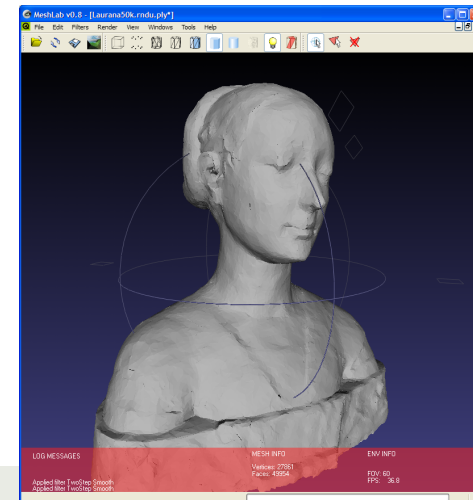 MeshLab v0.8 - [Laurana50k.rndu.ply*]
File Edit Filters Render View Windows Tools Help
LOG MESSAGES
Applied filter TwoStep Smooth
Applied filter TwoStep Smooth
MESH INFO
Vertices: 27861
Faces: 49954
ENV INFO
FOV: 60
FPS: 36.8